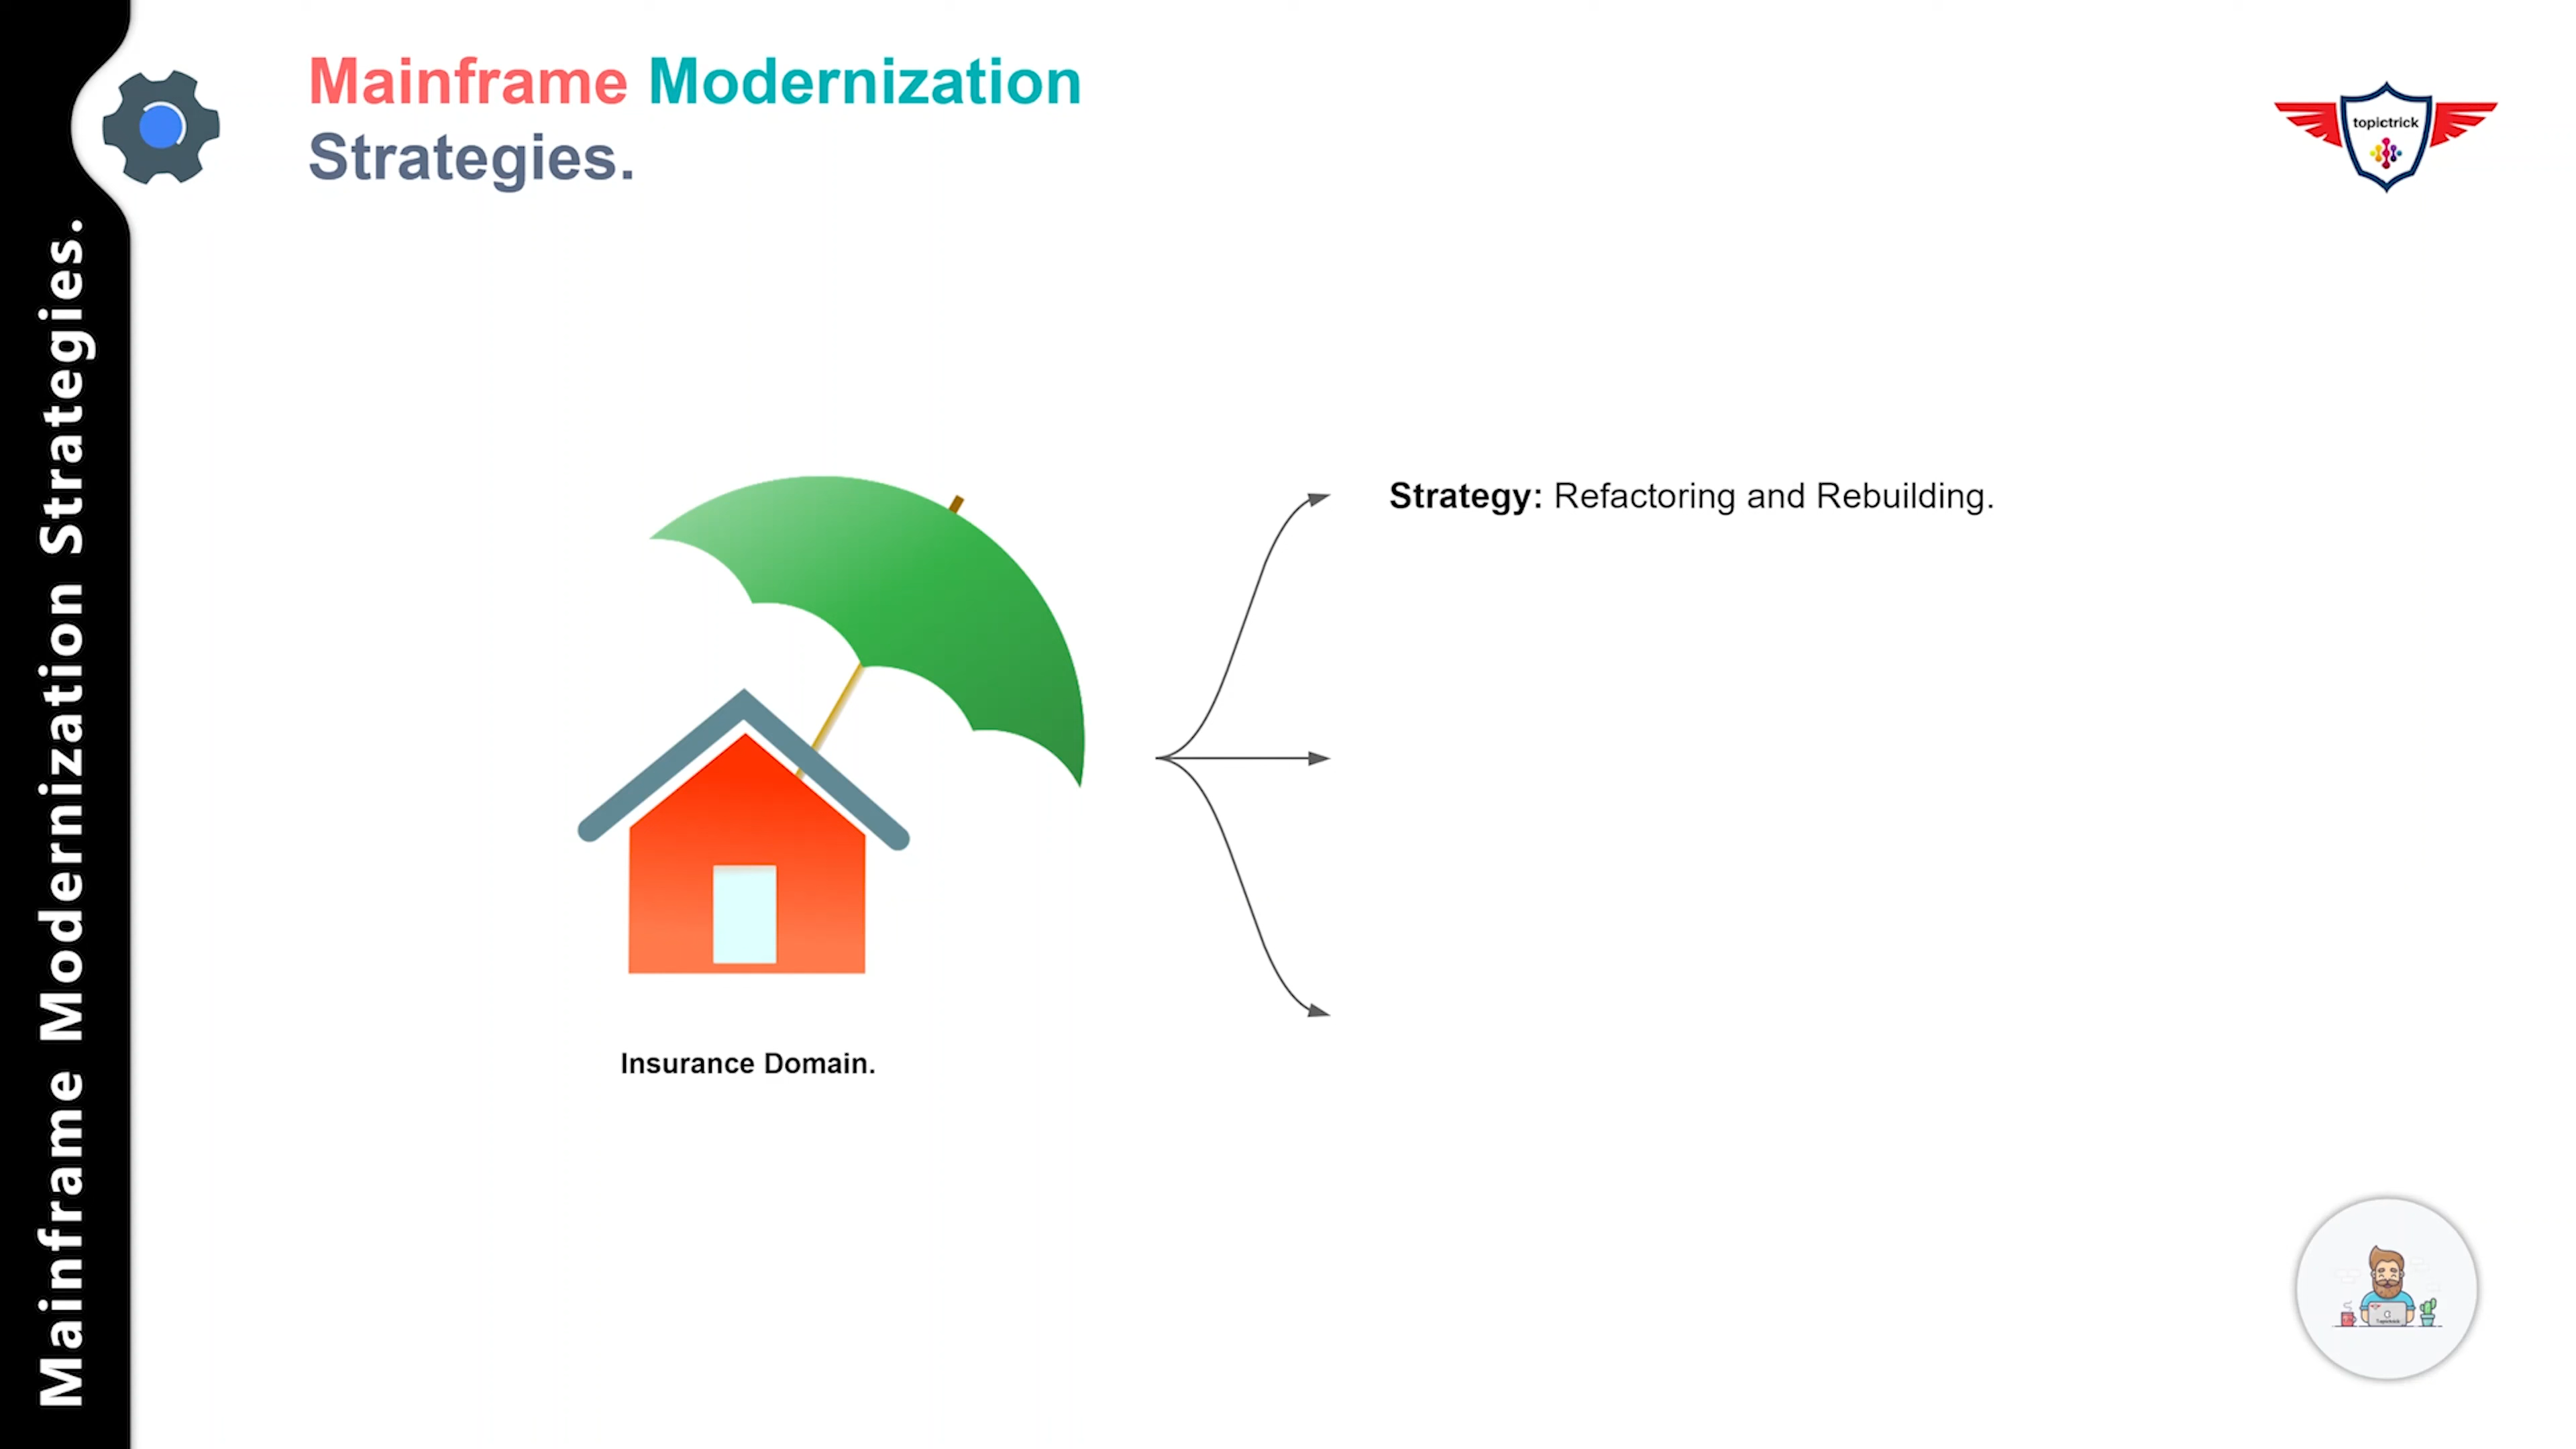 Mainframe Modernization
Strategies.
topictrick
Mainframe Modernization Strategies.
Strategy: Refactoring and Rebuilding.
Insurance Domain.